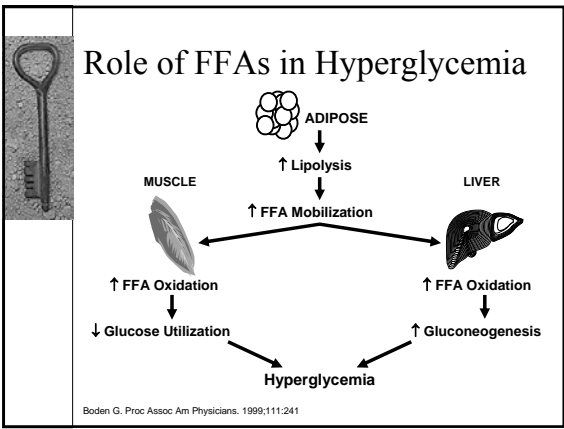 Role of FFAs in Hyperglycemia
ADIPOSE
↑ Lipolysis
MUSCLE
LIVER
↑ FFA Mobilization
↑ FFA Oxidation
↑ FFA Oxidation
↓ Glucose Utilization
↑ Gluconeogenesis
Hyperglycemia
Boden G. Proc Assoc Am Physicians. 1999;111:241